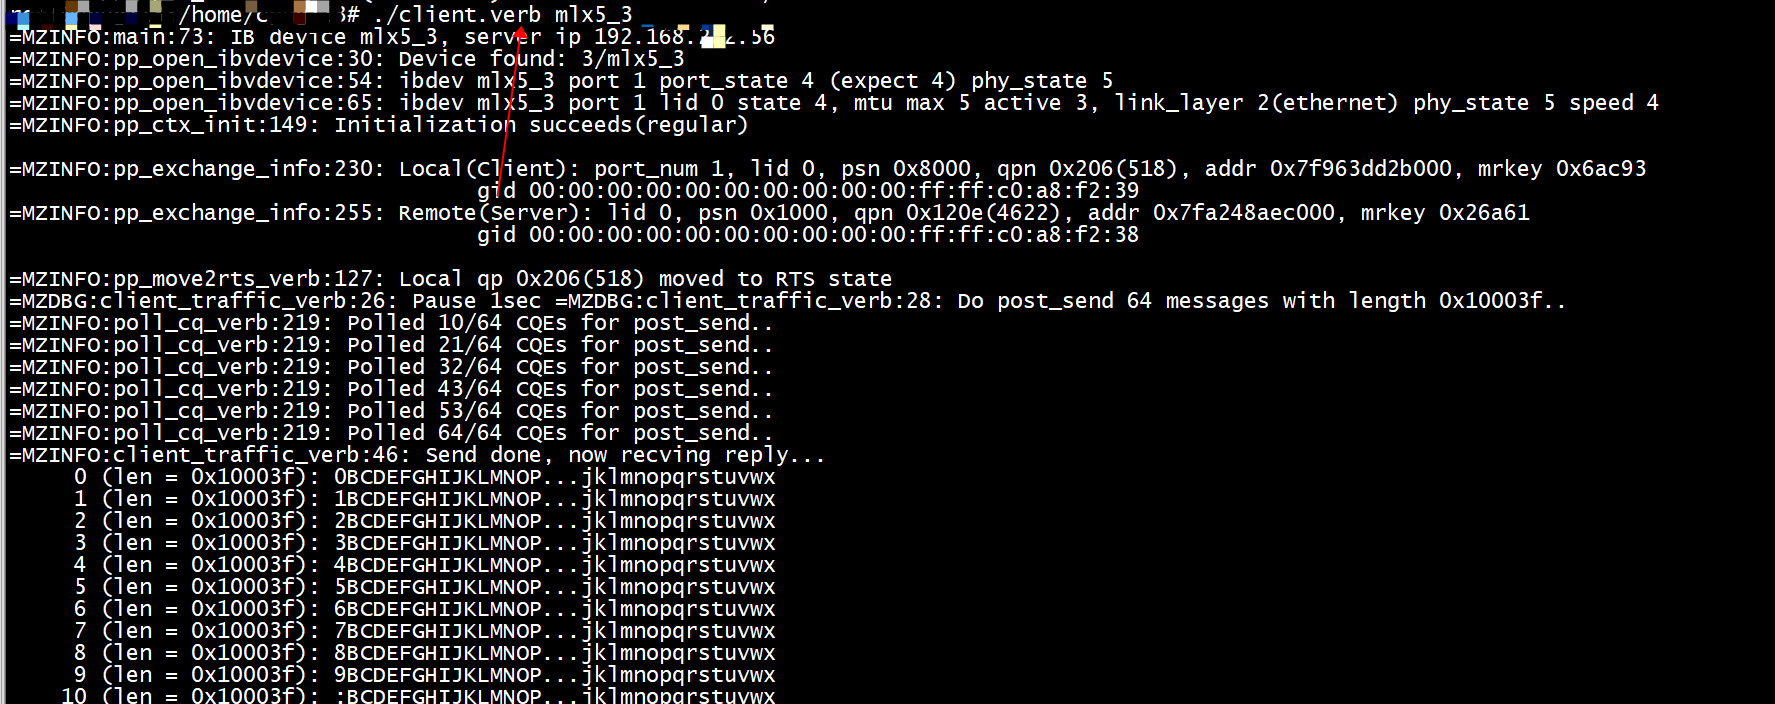 /home/c 3# ./client.verb mlx5_3
=MZINFO:main:73: IB device mlx5_3, server ip 192.168.2 2.56
=MZINFO:pp_open_ibvdevice:30: Device found: 3/mlx5_3
=MZINFO:pp_open_ibvdevice:54: ibdev mlx5_3 port 1 port_state 4 (expect 4) phy_state 5
=MZINFO:pp_open_ibvdevice:65: ibdev mlx5_3 port 1 lid 0 state 4, mtu max 5 active 3, link_layer 2(ethernet) phy_state 5 speed 4
=MZINFO:pp_ctx_init:149: Initialization succeeds(regular)
=MZINFO:pp_exchange_info:230: Local(Client): port_num 1, lid 0, psn 0x8000, qpn 0x206(518), addr 0x7f963dd2b000, mrkey 0x6ac93
gid 00:00:00:00:00:00:00:00:00:00:ff:ff:c0:a8:f2:39
=MZINFO:pp_exchange_info:255: Remote(Server): lid 0, psn 0x1000, qpn 0x120e(4622), addr 0x7fa248aec000, mrkey 0x26a61
gid 00:00:00:00:00:00:00:00:00:00:ff:ff:c0:a8:f2:38
=MZINFO:pp_move2rts_verb:127: Local qp 0x206(518) moved to RTS state
=MZDBG:client_traffic_verb:26: Pause 1sec =MZDBG:client_traffic_verb:28: Do post_send 64 messages with length 0x10003f..
=MZINFO:poll_cq_verb:219: Polled 10/64 CQEs for post_send..
=MZINFO:poll_cq_verb:219: Polled 21/64 CQEs for post_send..
=MZINFO:poll_cq_verb:219: Polled 32/64 CQEs for post_send..
=MZINFO:poll_cq_verb:219: Polled 43/64 CQEs for post_send..
=MZINFO:poll_cq_verb:219: Polled 53/64 CQEs for post_send..
=MZINFO:poll_cq_verb:219: Polled 64/64 CQEs for post_send..
=MZINFO:client_traffic_verb:46: Send done, now recving reply...
0 (len = 0x10003f): 0BCDEFGHIJKLMNOP...jklmnopqrstuvwx
1 (len = 0x10003f): 1BCDEFGHIJKLMNOP...jklmnopqrstuvwx
2 (len = 0x10003f): 2BCDEFGHIJKLMNOP...jklmnopqrstuvwx
3 (len = 0x10003f): 3BCDEFGHIJKLMNOP...jklmnopqrstuvwx
4 (len = 0x10003f): 4BCDEFGHIJKLMNOP...jklmnopqrstuvwx
5 (len = 0x10003f): 5BCDEFGHIJKLMNOP...jklmnopqrstuvwx
6 (len = 0x10003f): 6BCDEFGHIJKLMNOP...jklmnopqrstuvwx
7 (len = 0x10003f): 7BCDEFGHIJKLMNOP...jklmnopqrstuvwx
8 (len = 0x10003f): 8BCDEFGHIJKLMNOP...jklmnopqrstuvwx
9 (len = 0x10003f): 9BCDEFGHIJKLMNOP...jklmnopqrstuvwx
10 (len = 0x10003f): :BCDEFGHIJKLMNOP...jklmnopqrstuvwx